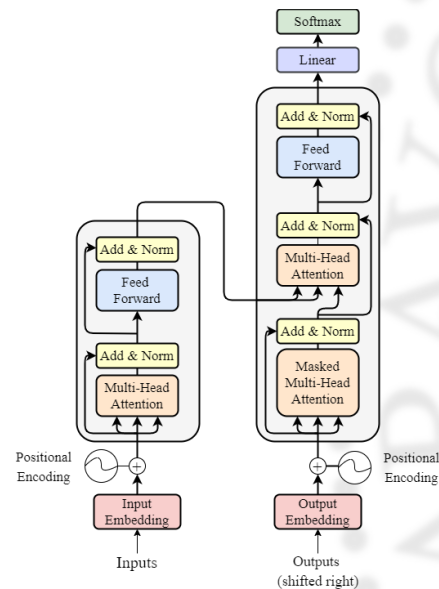 Softmax
Linear
Add & Norm
Feed
Forward
Add & Norm
Multi-Head
Attention
Add & Norm
Masked
Multi-Head
Attention
Positional
Encoding
Output
Embedding
Outputs
(shifted right)
Add & Norm
Feed
Forward
Add & Norm
Multi-Head
Attention
Positional
Encoding
Input
Embedding
Inputs